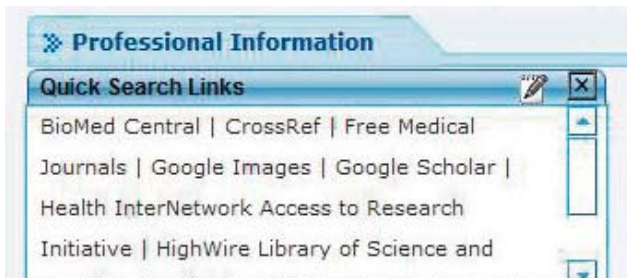 Professional Information
Quick Search Links
BioMed Central | CrossRef | Free Medical
Journals | Google Images | Google Scholar |
Health InterNetwork Access to Research
Initiative | HighWire Library of Science and